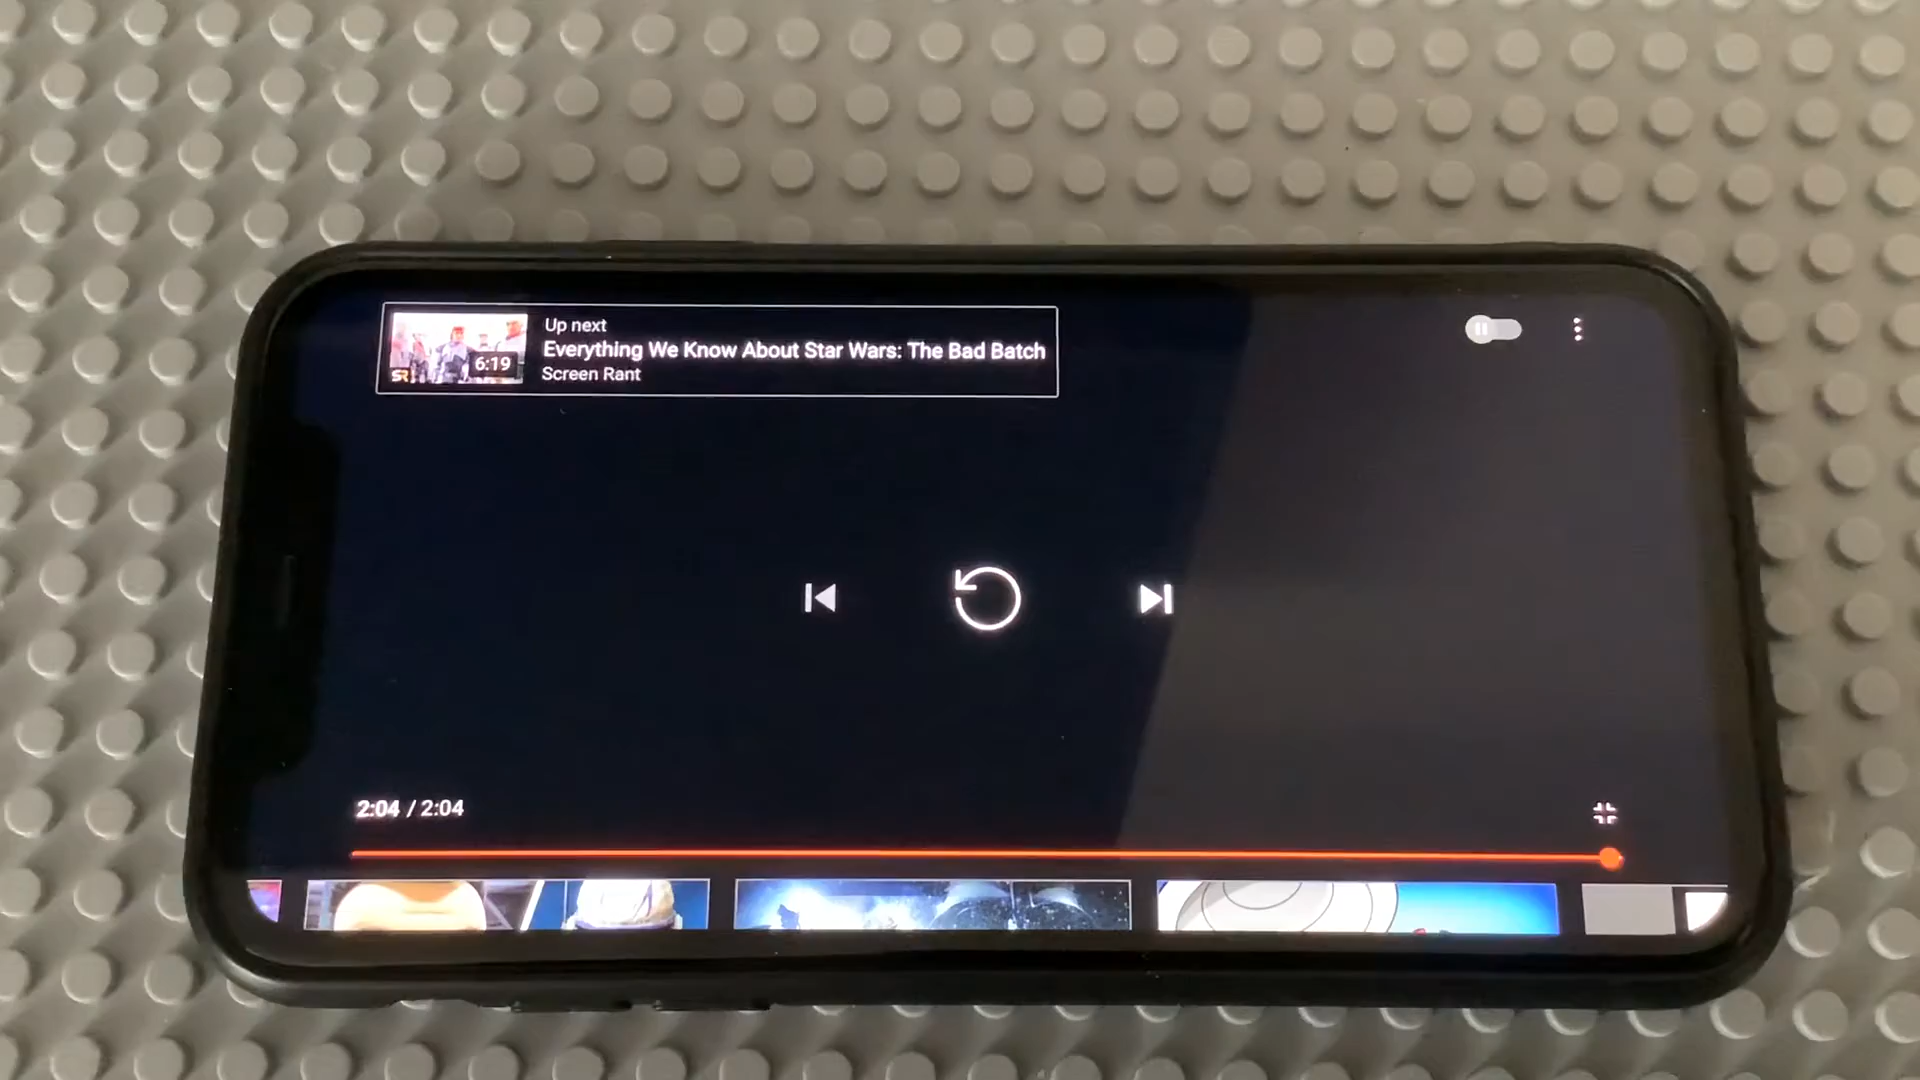 Up next
Everything We Know About Star Wars: The Bad Batch
6:19
SR
Screen Rant
2:04 / 2:04